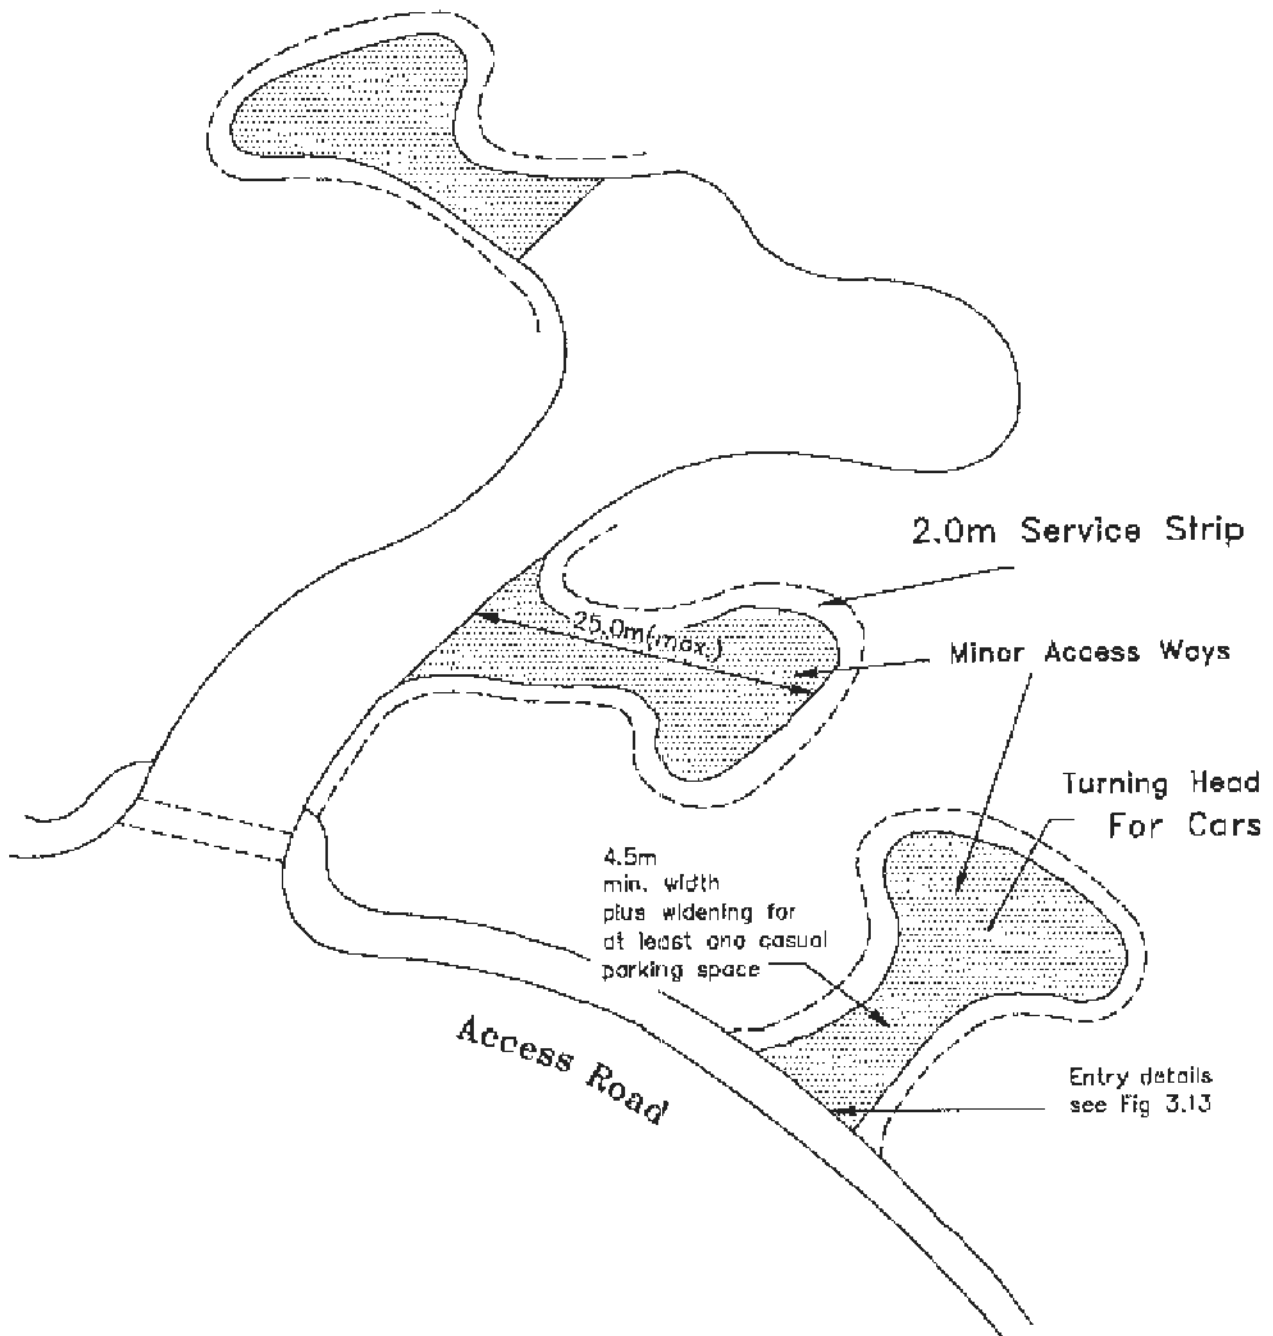 2.0m Service Strip
25.0m(max.)
Minor Access Ways
Turning Head
For Cars
4.5m
min. width
plus widening for
at least one casual
parking space
Access Road
Entry details
see Fig 3.13